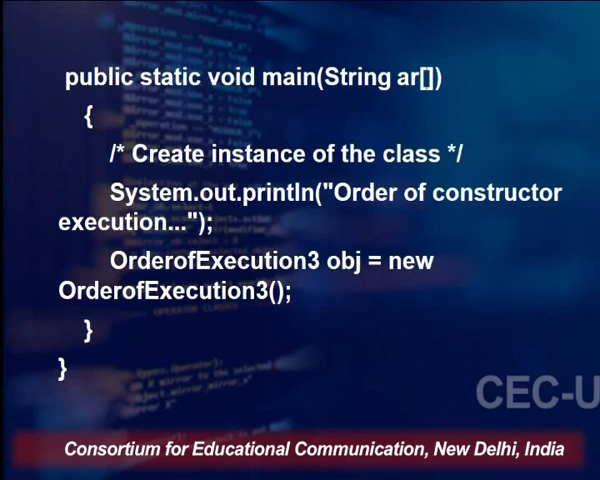 public static void main(String ar[])
{
/* Create instance of the class */
System.out.println("Order of constructor
execution...");
OrderofExecution3 obj = new
OrderofExecution3();
}
}
CEC-U
Consortium for Educational Communication, New Delhi, India